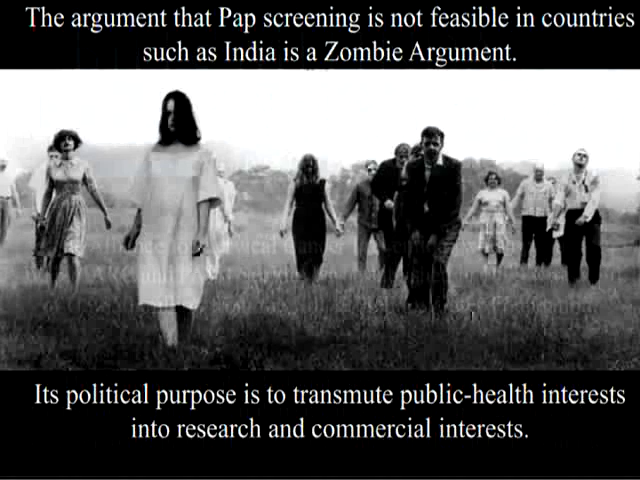 The argument that Pap screening is not feasible in countries
such as India is a Zombie Argument.
Its political purpose is to transmute public-health interests
into research and commercial interests.